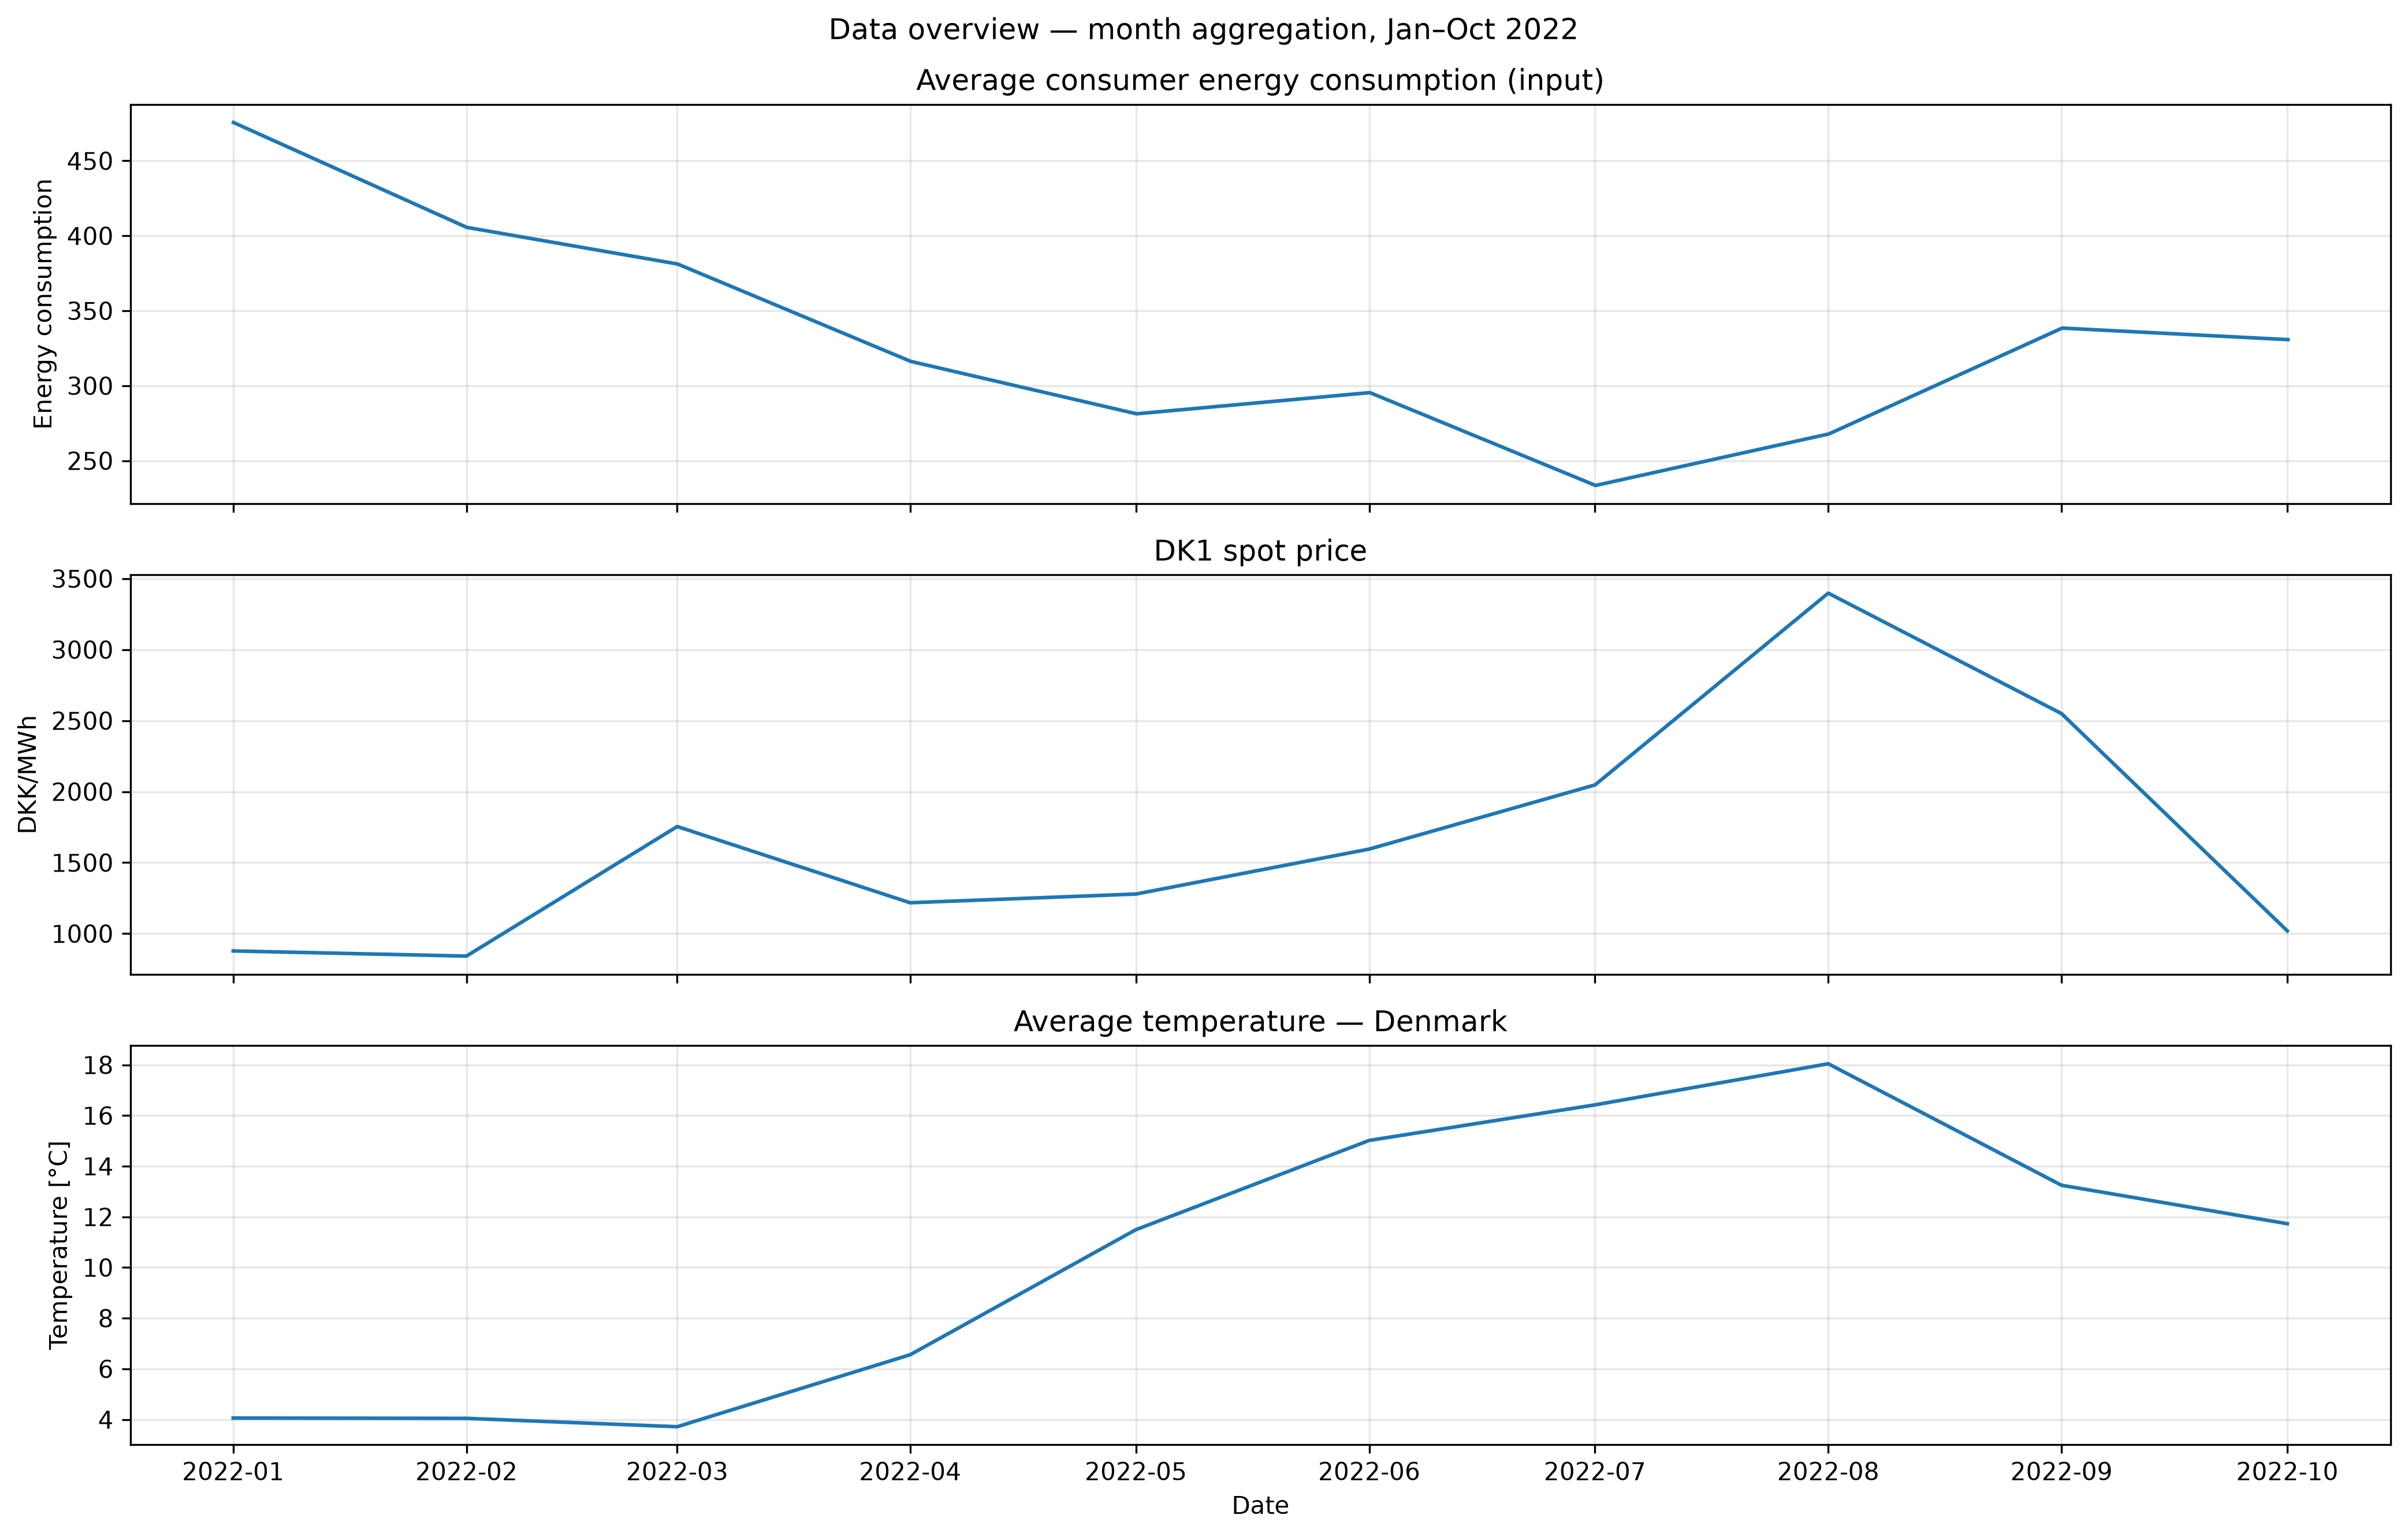 Data overview — month aggregation, Jan–Oct 2022
Average consumer energy consumption (input)
Energy consumption
450
400
350
300
250
DK1 spot price
DKK/MWh
3500
3000
2500
2000
1500
1000
Average temperature — Denmark
Temperature [°C]
18
16
14
12
10
8
6
4
2022-01 2022-02 2022-03 2022-04 2022-05 2022-06 2022-07 2022-08 2022-09 2022-10
Date